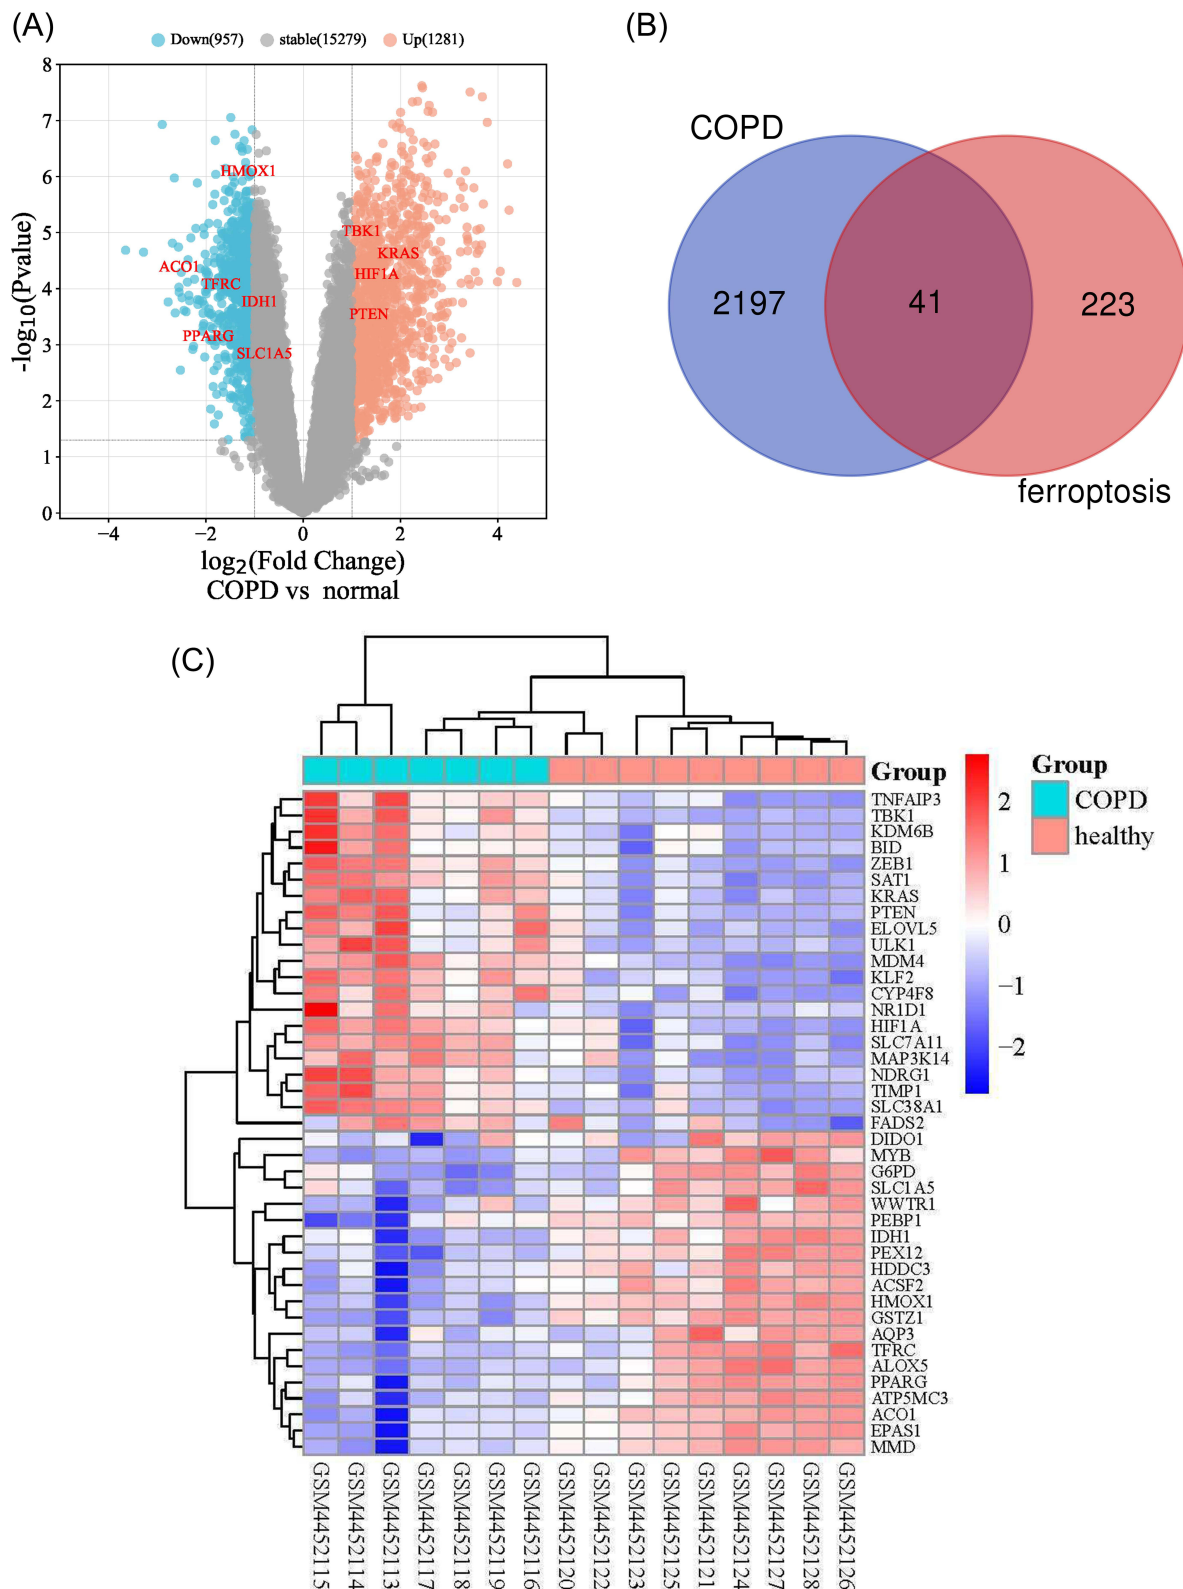 (A)
Down(957) stable(15279) Up(1281)
8
7
6
5
4
3
2
1
0
-log10(Pvalue)
HMOX1
TBK1
KRAS
ACO1
HIF1A
TFRC
IDH1
PTEN
PPARG
SLC1A5
−4 −2 0 2 4
log2(Fold Change)
COPD vs normal
(B)
COPD
2197 41 223
ferroptosis
(C)
Group
TNFAIP3
TBK1
KDM6B
BID
ZEB1
SAT1
KRAS
PTEN
ELOVL5
ULK1
MDM4
KLF2
CYP4F8
NR1D1
HIF1A
SLC7A11
MAP3K14
NDRG1
TIMP1
SLC38A1
FADS2
DIDO1
MYB
G6PD
SLC1A5
WWTR1
PEBP1
IDH1
PEX12
HDDC3
ACSF2
HMOX1
GSTZ1
AQP3
TFRC
ALOX5
PPARG
ATP5MC3
ACO1
EPAS1
MMD
2
1
0
−1
−2
Group
COPD
healthy
GSM4452115
GSM4452114
GSM4452113
GSM4452117
GSM4452118
GSM4452119
GSM4452116
GSM4452120
GSM4452122
GSM4452123
GSM4452125
GSM4452121
GSM4452124
GSM4452127
GSM4452128
GSM4452126